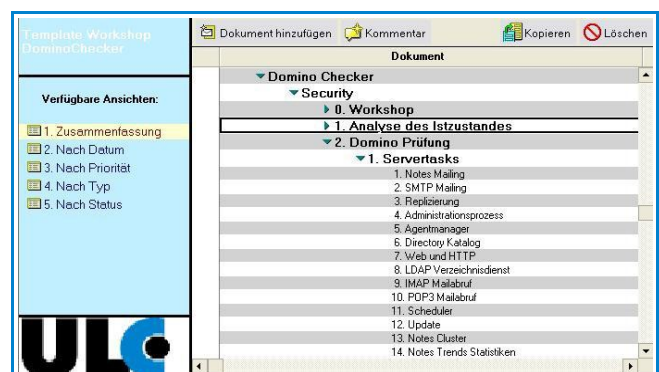 Template Workshop
DominoChecker
Dokument hinzufügen Kommentar Kopieren Löschen
Dokument
Verfügbare Ansichten:
1. Zusammenfassung
2. Nach Datum
3. Nach Priorität
4. Nach Typ
5. Nach Status
Domino Checker
Security
0. Workshop
1. Analyse des Istzustandes
2. Domino Prüfung
1. Servertasks
1. Notes Mailing
2. SMTP Mailing
3. Replizierung
4. Administrationsprozess
5. Agentmanager
6. Directory Katalog
7. Web und HTTP
8. LDAP Verzeichnisdienst
9. IMAP Mailabruf
10. POP3 Mailabruf
11. Scheduler
12. Update
13. Notes Cluster
14. Notes Trends Statistiken
ULC